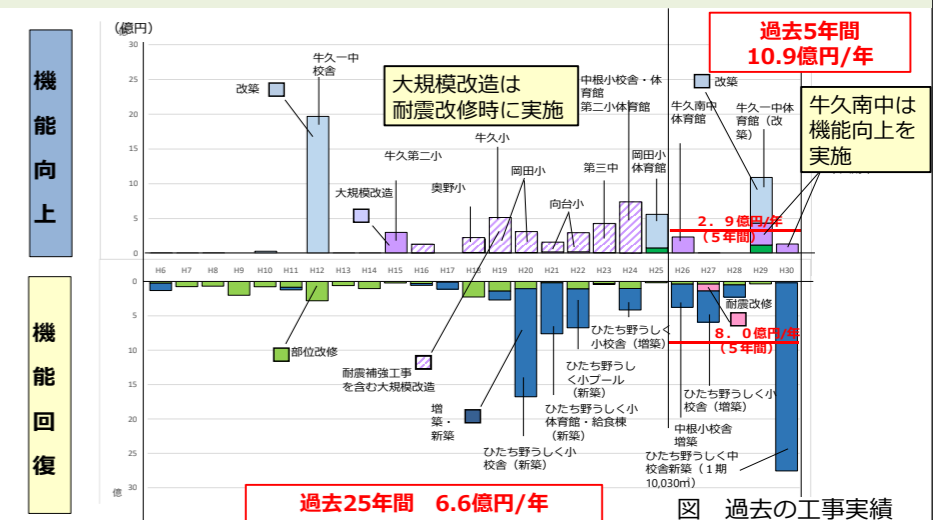 (億円)
過去5年間
10.9億円/年
機能向上
30
25
20
15
10
5
0
改築
牛久一中
校舎
大規模改造は
耐震改修時に実施
中根小校舎・体
育館
第二小体育館
改築
牛久南中
体育館
牛久一中体
育館（改
築）
牛久南中は
機能向上を
実施
大規模改造
牛久第二小
奥野小
牛久小
岡田小
向台小
第三中
岡田小
体育館
2．9億円/年
（5年間）
H6 H7 H8 H9 H10 H11 H12 H13 H14 H15 H16 H17 H18 H19 H20 H21 H22 H23 H24 H25 H26 H27 H28 H29 H30
機能回復
0
5
10
15
20
25
30
億
部位改修
耐震補強工事
を含む大規模改造
増
築・
新築
ひたち野うしく小
校舎（新築）
ひたち野うしく小
体育館・給食棟
（新築）
ひたち野うし
く小プール
（新築）
ひたち野うしく
小校舎（増築）
耐震改修
8．0億円/年
（5年間）
ひたち野うしく小
校舎（増築）
中根小校舎
増築
ひたち野うしく中
校舎新築（１期
10,030㎡）
過去25年間　6.6億円/年
図　過去の工事実績